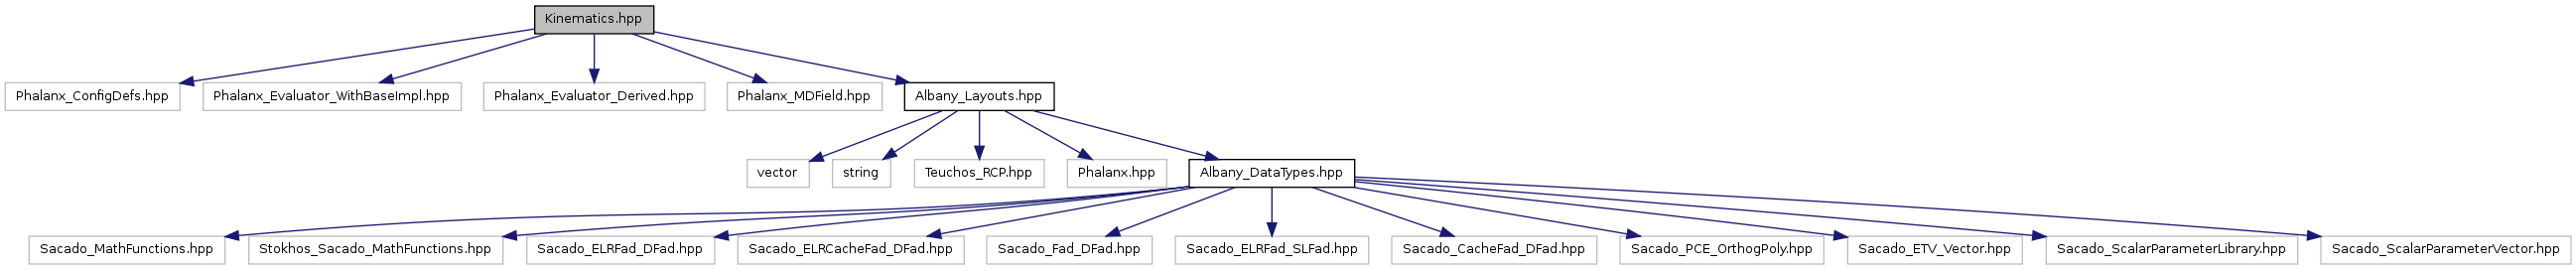 Kinematics.hpp
Phalanx_ConfigDefs.hpp
Phalanx_Evaluator_WithBaseImpl.hpp
Phalanx_Evaluator_Derived.hpp
Phalanx_MDField.hpp
Albany_Layouts.hpp
vector
string
Teuchos_RCP.hpp
Phalanx.hpp
Albany_DataTypes.hpp
Sacado_MathFunctions.hpp
Stokhos_Sacado_MathFunctions.hpp
Sacado_ELRFad_DFad.hpp
Sacado_ELRCacheFad_DFad.hpp
Sacado_Fad_DFad.hpp
Sacado_ELRFad_SLFad.hpp
Sacado_CacheFad_DFad.hpp
Sacado_PCE_OrthogPoly.hpp
Sacado_ETV_Vector.hpp
Sacado_ScalarParameterLibrary.hpp
Sacado_ScalarParameterVector.hpp